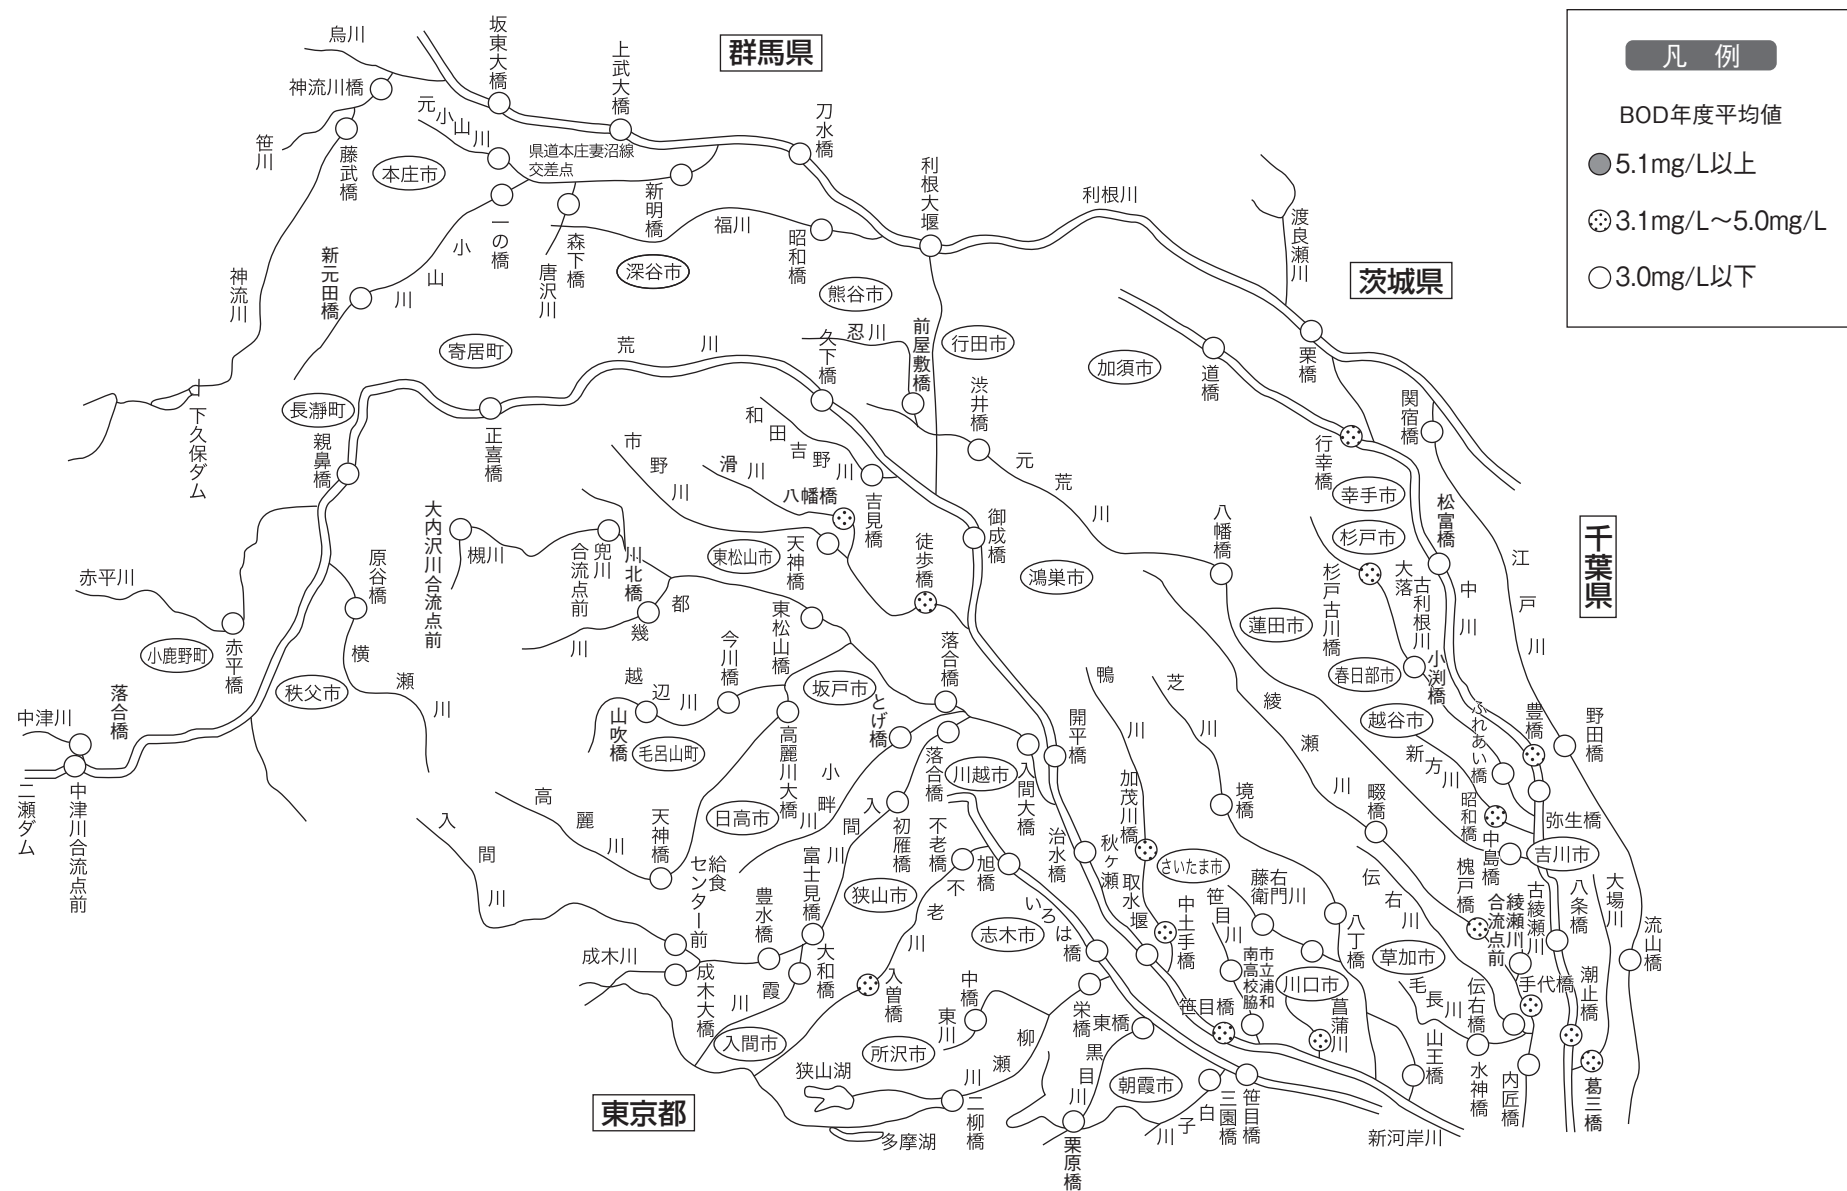 凡 例
BOD年度平均値
5.1mg/L以上
3.1mg/L～5.0mg/L
3.0mg/L以下
群馬県
茨城県
千葉県
東京都
烏川
神流川橋
笹川
藤武橋
本庄市
元小山川
坂東大橋
上武大橋
県道本庄妻沼線
交差点
新明橋
一の橋
森下橋
唐沢川
小山川
新元田橋
神流川
下久保ダム
深谷市
福川
昭和橋
刀水橋
利根大堰
利根川
渡良瀬川
熊谷市
寄居町
荒川
久下橋
忍川
前屋敷橋
行田市
加須市
道橋
栗橋
関宿橋
渋井橋
元荒川
行幸橋
幸手市
松富橋
長瀞町
親鼻橋
正喜橋
和田吉野川
市野川
滑川
八幡橋
吉見橋
御成橋
八幡橋
杉戸市
杉戸古川橋
大落古利根川
中川
江戸川
大内沢川合流点前
槻川
兜川合流点前
川北橋
都幾川
東松山市
天神橋
徒歩橋
鴻巣市
蓮田市
春日部市
小渕橋
原谷橋
赤平川
赤平橋
小鹿野町
秩父市
横瀬川
落合橋
中津川
二瀬ダム
中津川合流点前
東松山橋
今川橋
越辺川
山吹橋
毛呂山町
坂戸市
高麗川大橋
とげ橋
落合橋
落合橋
川越市
入間大橋
開平橋
鴨川
芝川
綾瀬川
越谷市
新方川
ふれあい橋
豊橋
野田橋
昭和橋
弥生橋
中島橋
吉川市
高麗川
天神橋
日高市
小畔川
入間川
初雁橋
不老橋
旭橋
治水橋
加茂川橋
境橋
畷橋
入間川
給食センター前
豊水橋
富士見橋
狭山市
不老川
いろは橋
秋ヶ瀬取水堰
さいたま市
中土手橋
笹目川
藤右衛門川
伝右川
槐戸橋
綾瀬川合流点前
古綾瀬川
八条橋
大場川
流山橋
成木川
成木大橋
霞川
大和橋
入曽橋
志木市
中橋
東川
市立浦和南高校脇
川口市
八丁橋
草加市
毛長川
伝右橋
手代橋
潮止橋
入間市
所沢市
柳瀬川
栄橋
東橋
黒目川
笹目橋
菖蒲川
山王橋
水神橋
内匠橋
葛三橋
狭山湖
多摩湖
二柳橋
栗原橋
朝霞市
白子川
三園橋
笹目橋
新河岸川